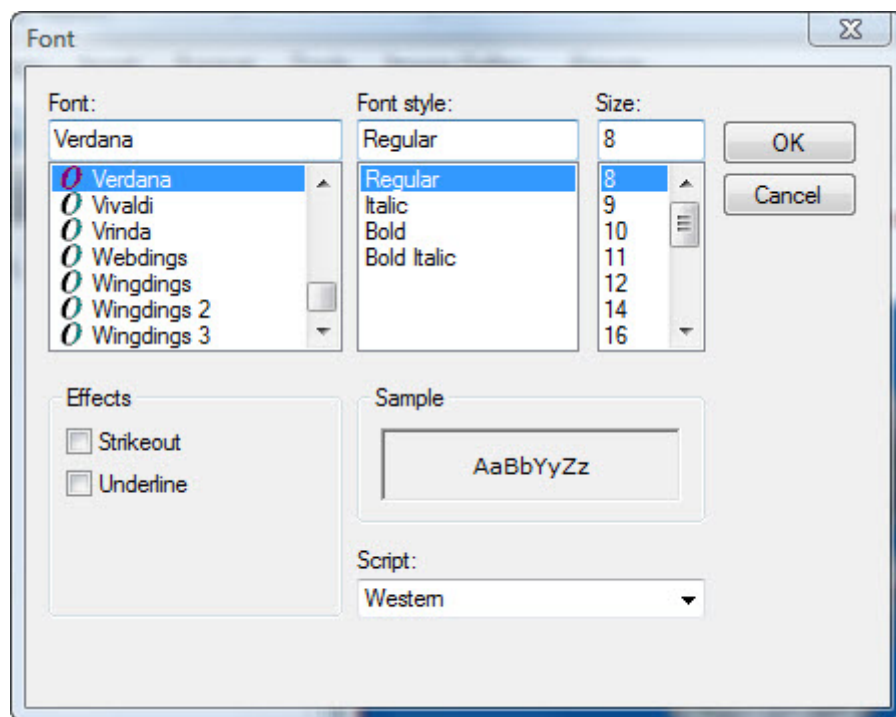 Font
Font:
Font style:
Size:
Verdana
Regular
8
OK
Cancel
Verdana
Vivaldi
Vrinda
Webdings
Wingdings
Wingdings 2
Wingdings 3
Regular
Italic
Bold
Bold Italic
8
9
10
11
12
14
16
Effects
Strikeout
Underline
Sample
AaBbYyZz
Script:
Western